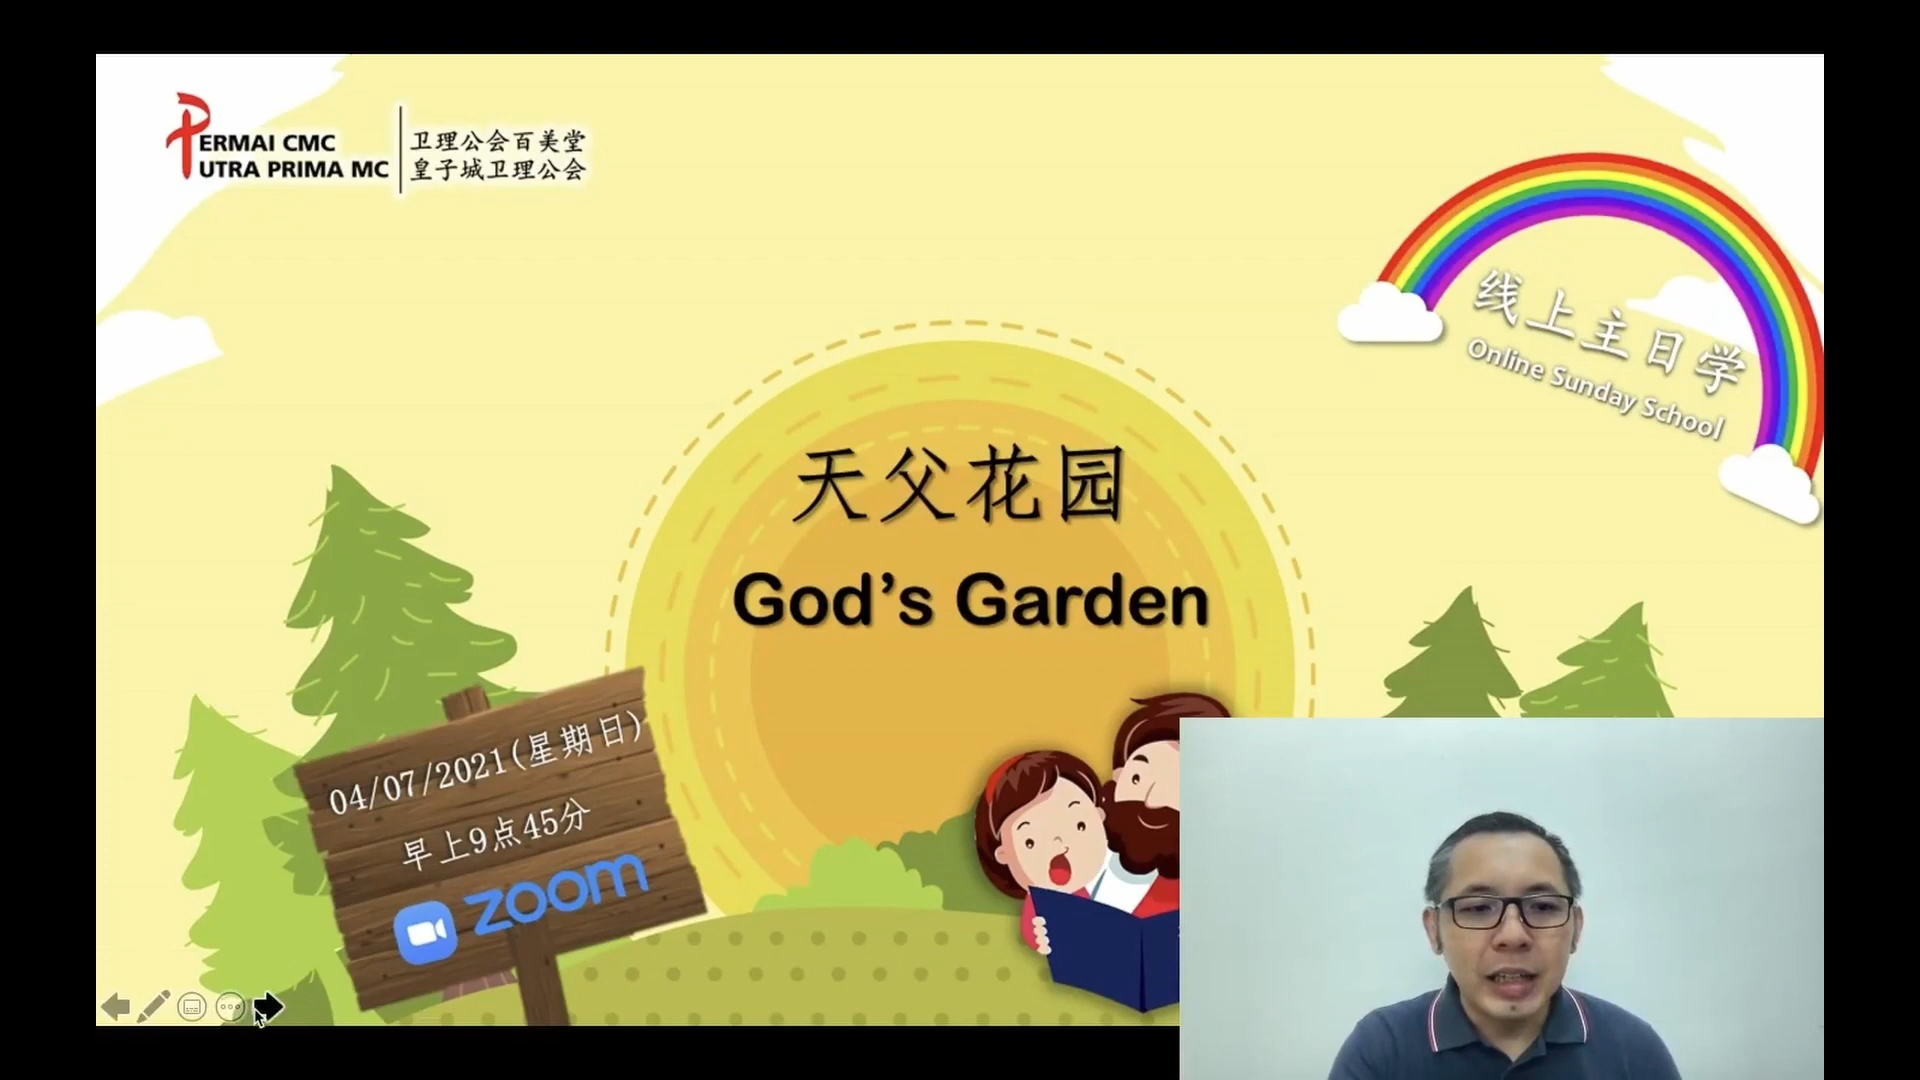 PERMAI CMC
PUTRA PRIMA MC
卫理公会百美堂
皇子城卫理公会
线上主日学
Online Sunday School
天父花园
God's Garden
04/07/2021(星期日)
早上9点45分
zoom